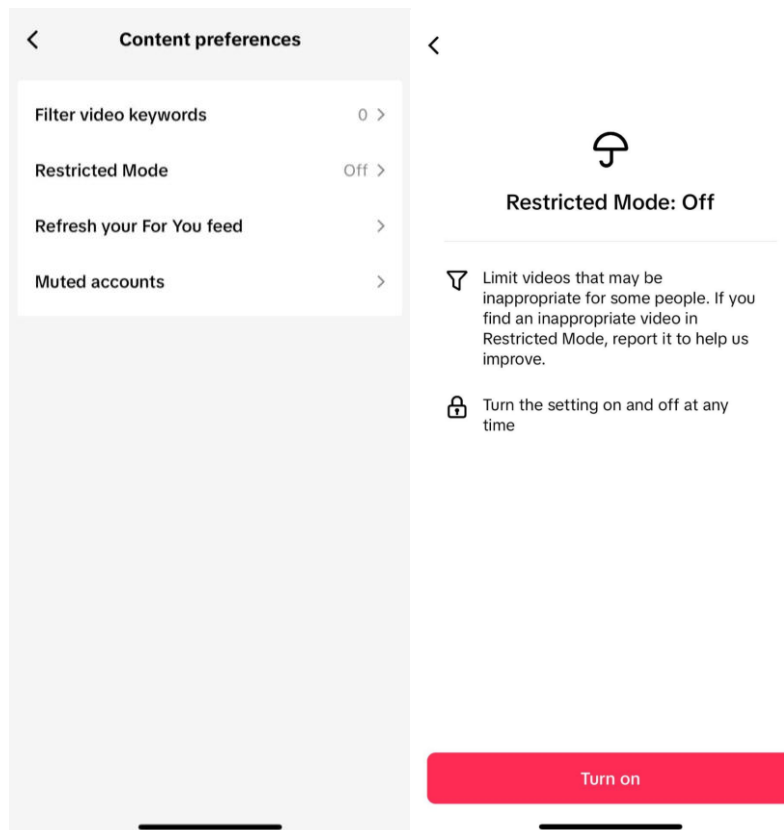 Content preferences
Filter video keywords 0
Restricted Mode Off
Refresh your For You feed
Muted accounts
Restricted Mode: Off
Limit videos that may be
inappropriate for some people. If you
find an inappropriate video in
Restricted Mode, report it to help us
improve.
Turn the setting on and off at any
time
Turn on